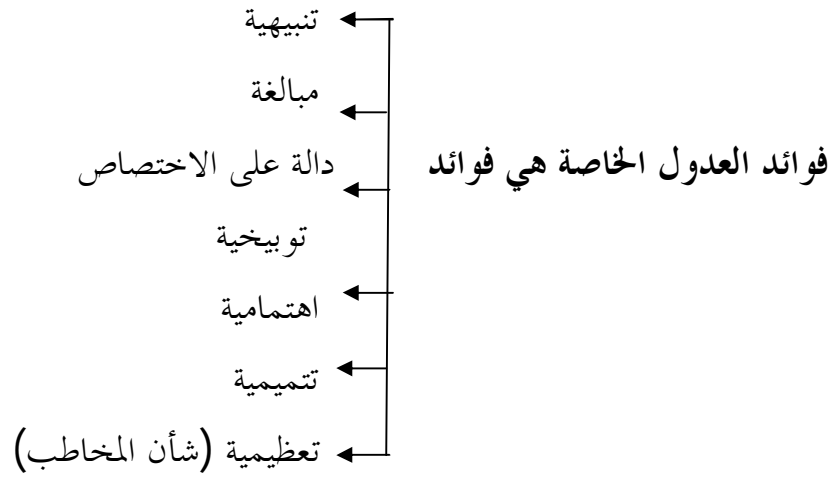 تنبيهية
مبالغة
فوائد العدول الخاصة هي فوائد
دالة على الاختصاص
توبيخية
اهتمامية
تتميمية
تعظيمية (شأن المخاطب)